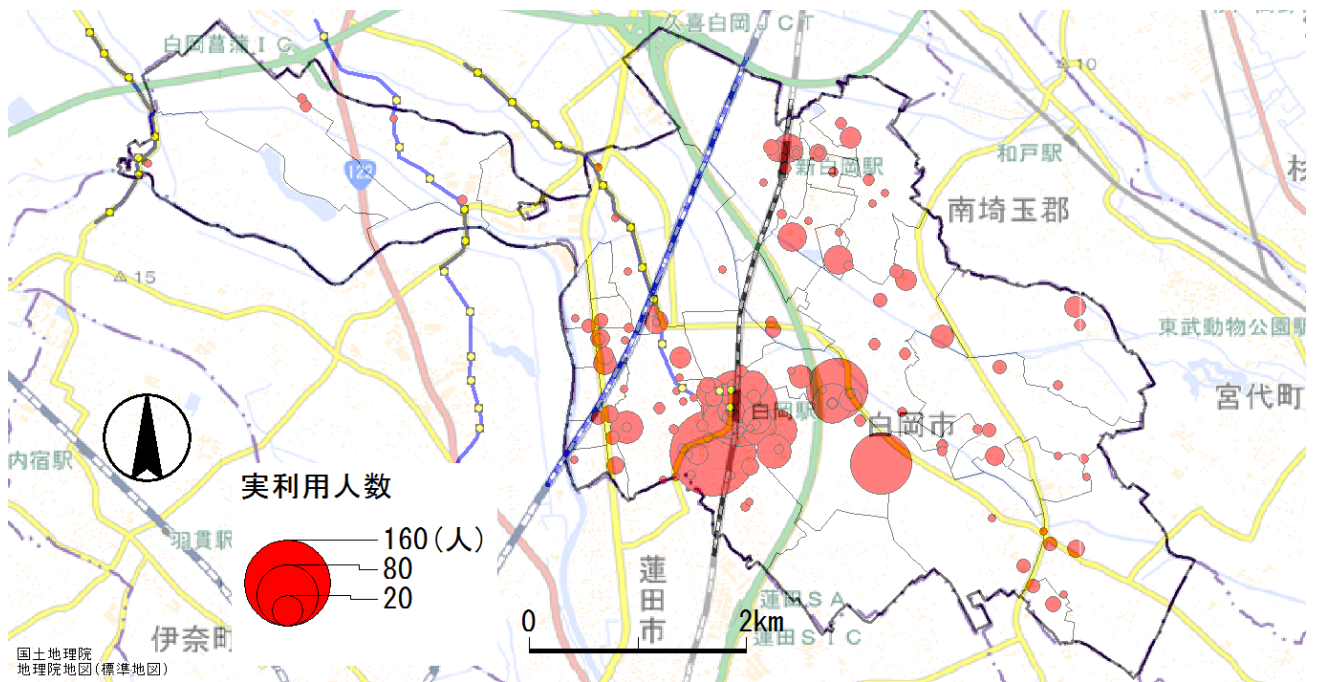 白岡菖蒲IC
久喜白岡JCT
10
和戸駅
新白岡駅
122
南埼玉郡
15
東武動物公園駅
宮代町
白岡駅
白岡市
内宿駅
実利用人数
160(人)
80
20
羽貫駅
蓮田市
蓮田SA
蓮田SIC
0
2km
伊奈町
国土地理院
地理院地図(標準地図)